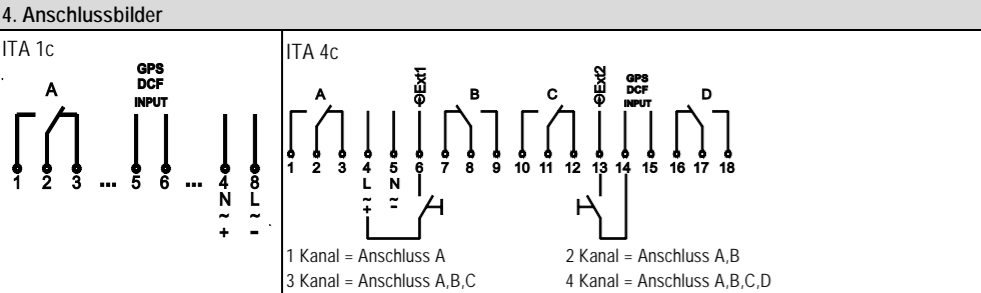 4. Anschlussbilder
ITA 1c
A
GPS
DCF
INPUT
1 2 3 ... 5 6 ... 4 8
N L
~ ~
+ -
ITA 4c
A ⊖Ext1 B C ⊖Ext2 GPS DCF INPUT D
1 2 3 4 5 6 7 8 9 10 11 12 13 14 15 16 17 18
L N
~ ~
+ -
1 Kanal = Anschluss A
2 Kanal = Anschluss A,B
3 Kanal = Anschluss A,B,C
4 Kanal = Anschluss A,B,C,D